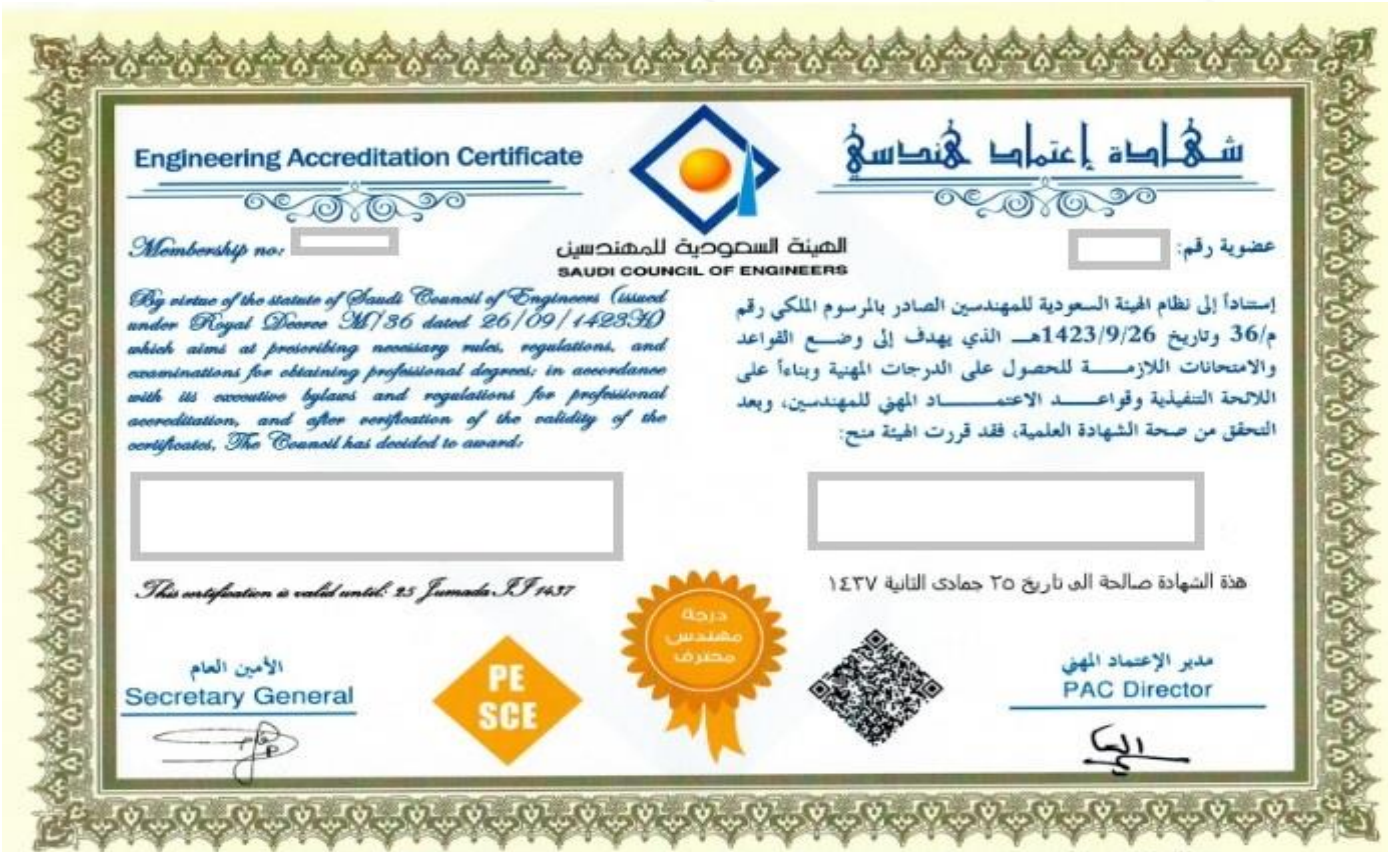 Engineering Accreditation Certificate
شهادة إعتماد هندسي
الهيئة السعودية للمهندسين
SAUDI COUNCIL OF ENGINEERS
Membership no:
عضوية رقم:
By virtue of the statute of Saudi Council of Engineers (issued
under Royal Decree M/36 dated 26/09/1423H)
which aims at prescribing necessary rules, regulations, and
examinations for obtaining professional degrees; in accordance
with its executive bylaws and regulations for professional
accreditation, and after verification of the validity of the
certificates, The Council has decided to award:
إستناداً إلى نظام الهيئة السعودية للمهندسين الصادر بالمرسوم الملكي رقم
م/36 وتاريخ 1423/9/26هـ الذي يهدف إلى وضع القواعد
والامتحانات اللازمة للحصول على الدرجات المهنية وبناءاً على
اللائحة التنفيذية وقواعد الاعتماد المهني للمهندسين، وبعد
التحقق من صحة الشهادة العلمية، فقد قررت الهيئة منح:
This certification is valid until: 25 Jumada II 1437
هذة الشهادة صالحة الى تاريخ ٢٥ جمادى الثانية ١٤٣٧
الأمين العام
Secretary General
PE
SCE
درجة
مهندس
محترف
مدير الإعتماد المهني
PAC Director